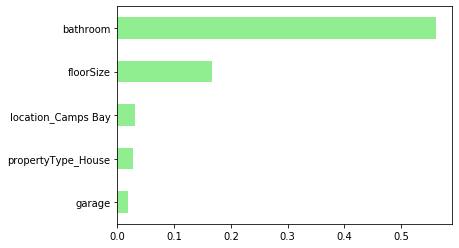 bathroom
floorSize
location_Camps Bay
propertyType_House
garage
0.0 0.1 0.2 0.3 0.4 0.5